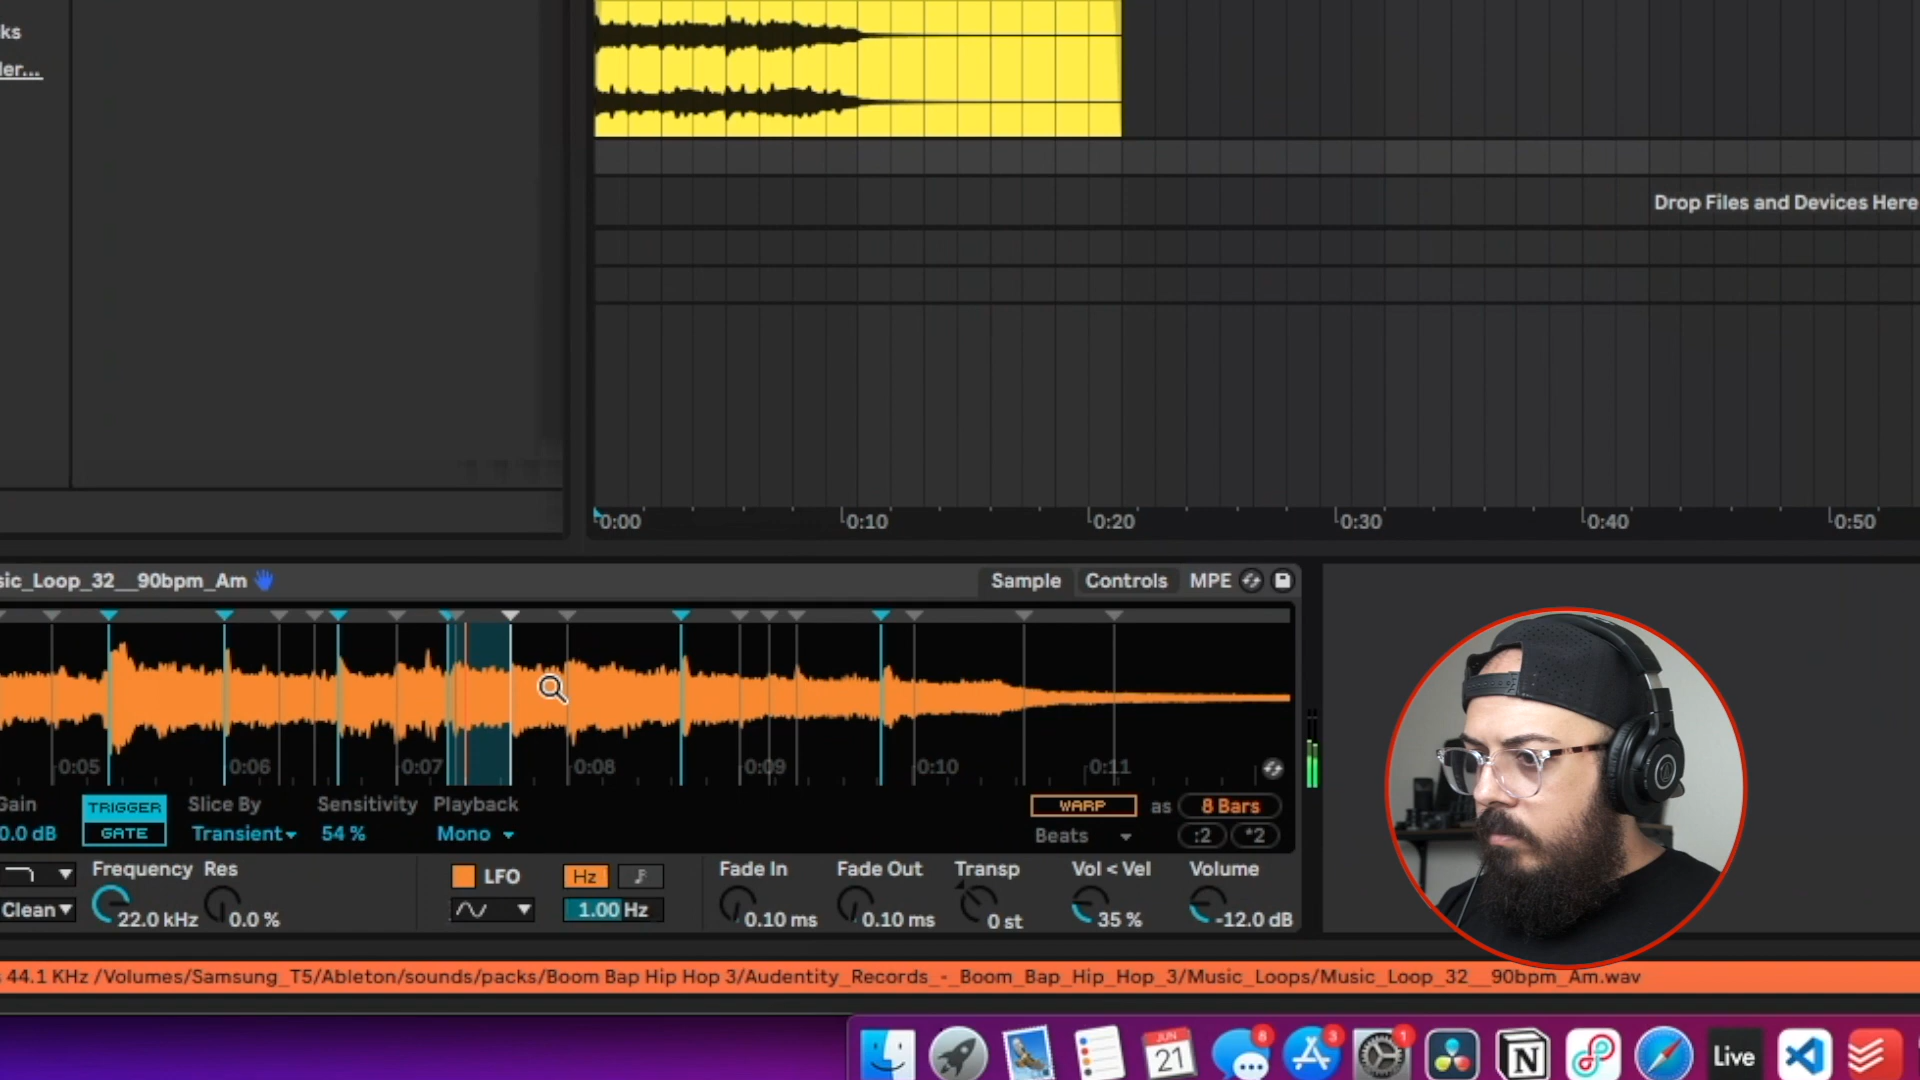 ks
ler...
Drop Files and Devices Here
0:00 0:10 0:20 0:30 0:40 0:50
sic_Loop_32__90bpm_Am Sample Controls MPE
0:05 0:06 0:07 0:08 0:09 0:10 0:11
Gain TRIGGER Slice By Sensitivity Playback WARP as 8 Bars
0.0 dB GATE Transient 54 % Mono Beats :2 *2
Frequency Res LFO Hz Fade In Fade Out Transp Vol < Vel Volume
Clean 22.0 kHz 0.0 % 1.00 Hz 0.10 ms 0.10 ms 0 st 35 % -12.0 dB
44.1 KHz /Volumes/Samsung_T5/Ableton/sounds/packs/Boom Bap Hip Hop 3/Audentity_Records_-_Boom_Bap_Hip_Hop_3/Music_Loops/Music_Loop_32__90bpm_Am.wav
8 3 1
JUN
21 N Live